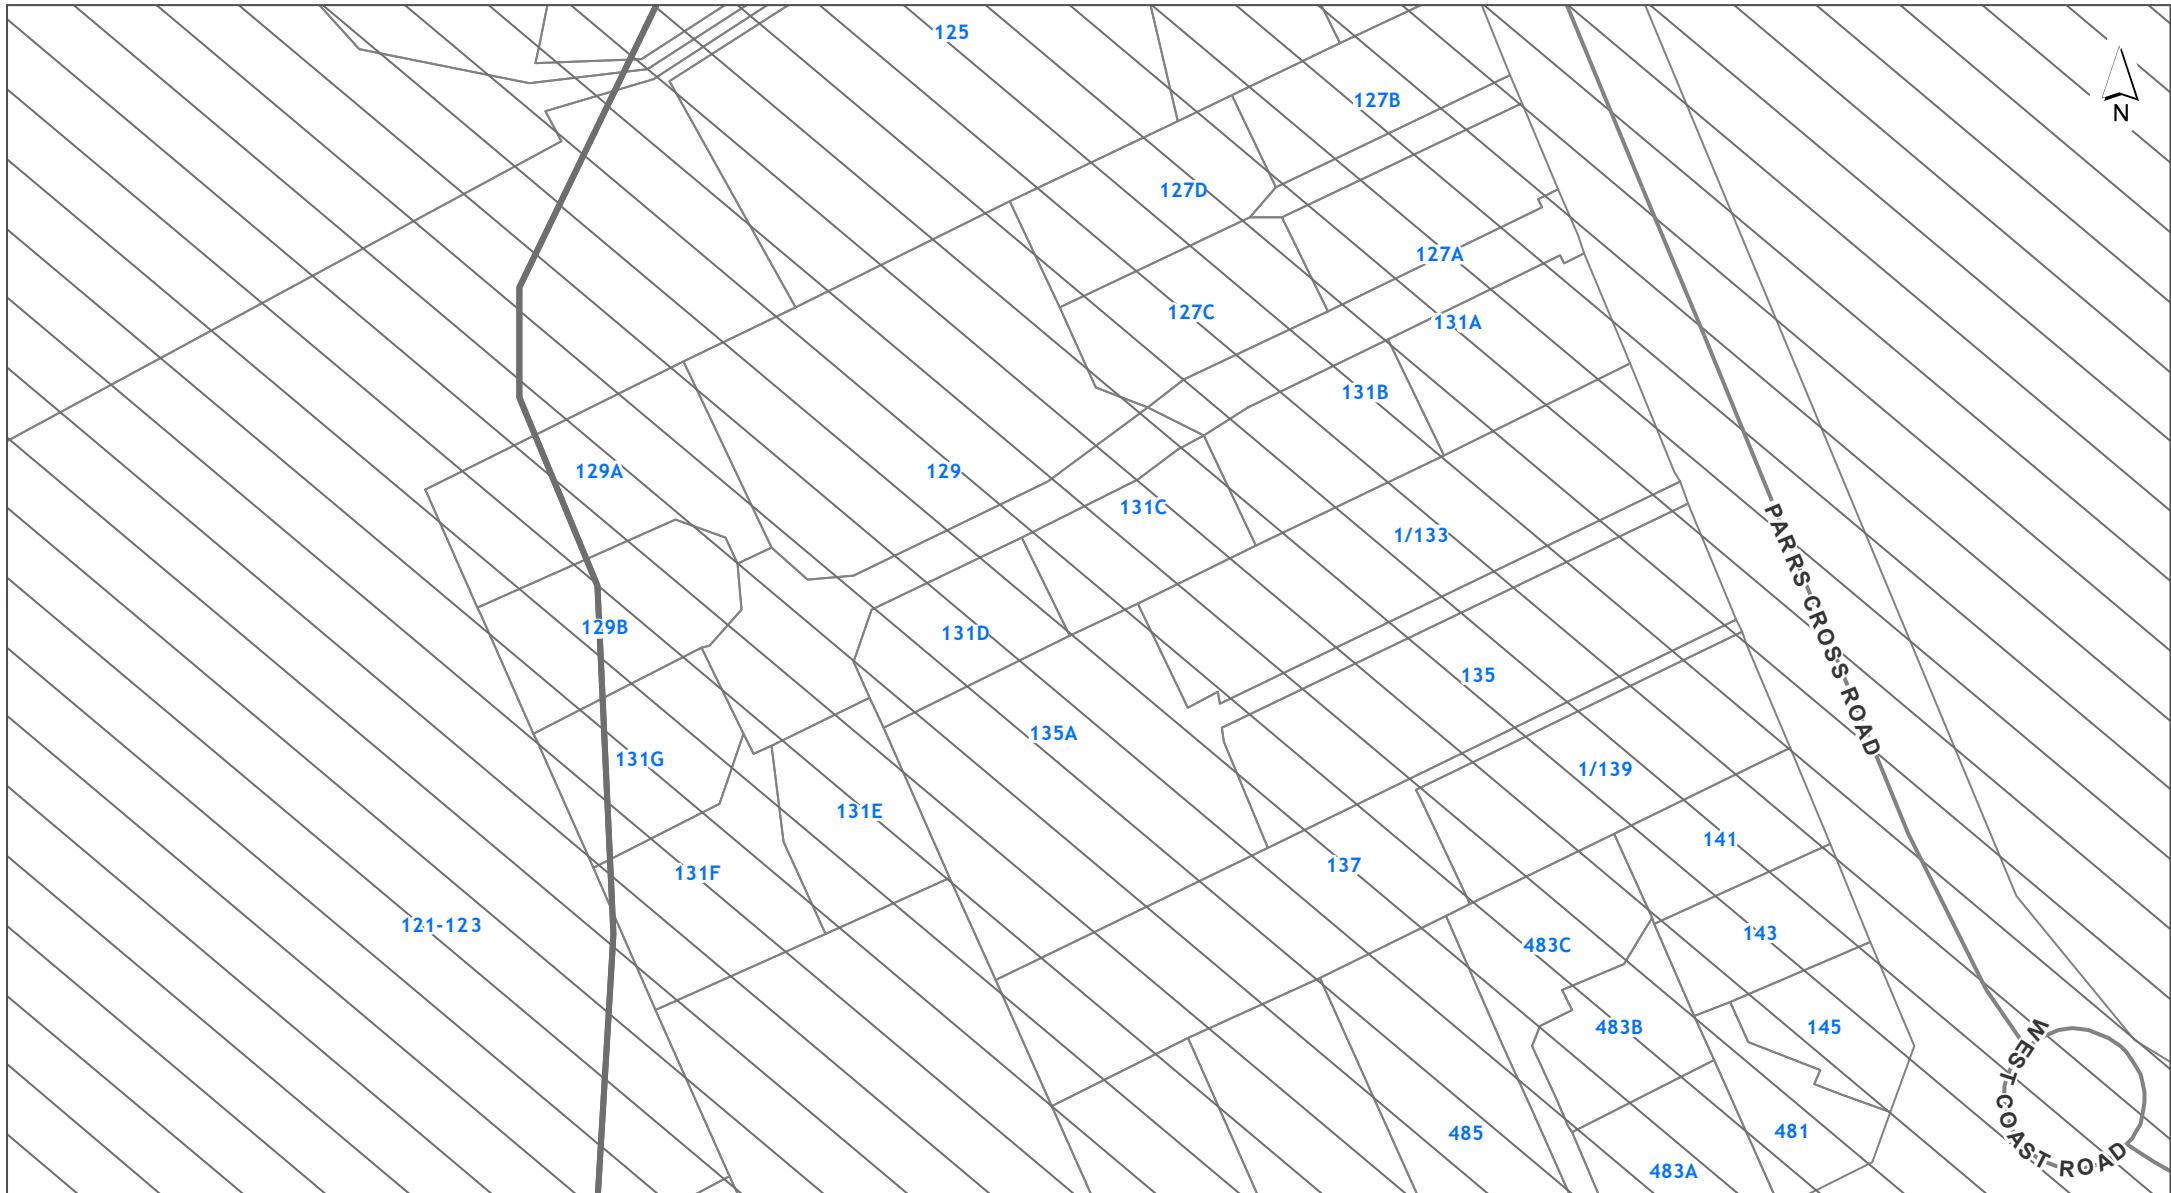 125
127B
N
127D
127A
127C
131A
131B
129A
129
131C
1/133
PARRS CROSS ROAD
129B
131D
135
135A
131G
1/139
131E
141
137
131F
121-123
143
483C
483B
145
WEST COAST ROAD
485
481
483A